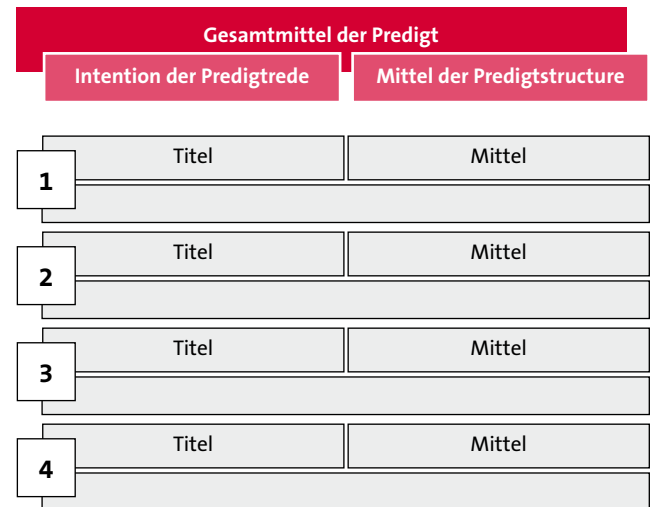 Gesamtmittel der Predigt
Intention der Predigtrede Mittel der Predigtstructure
Titel Mittel
1
Titel Mittel
2
Titel Mittel
3
Titel Mittel
4